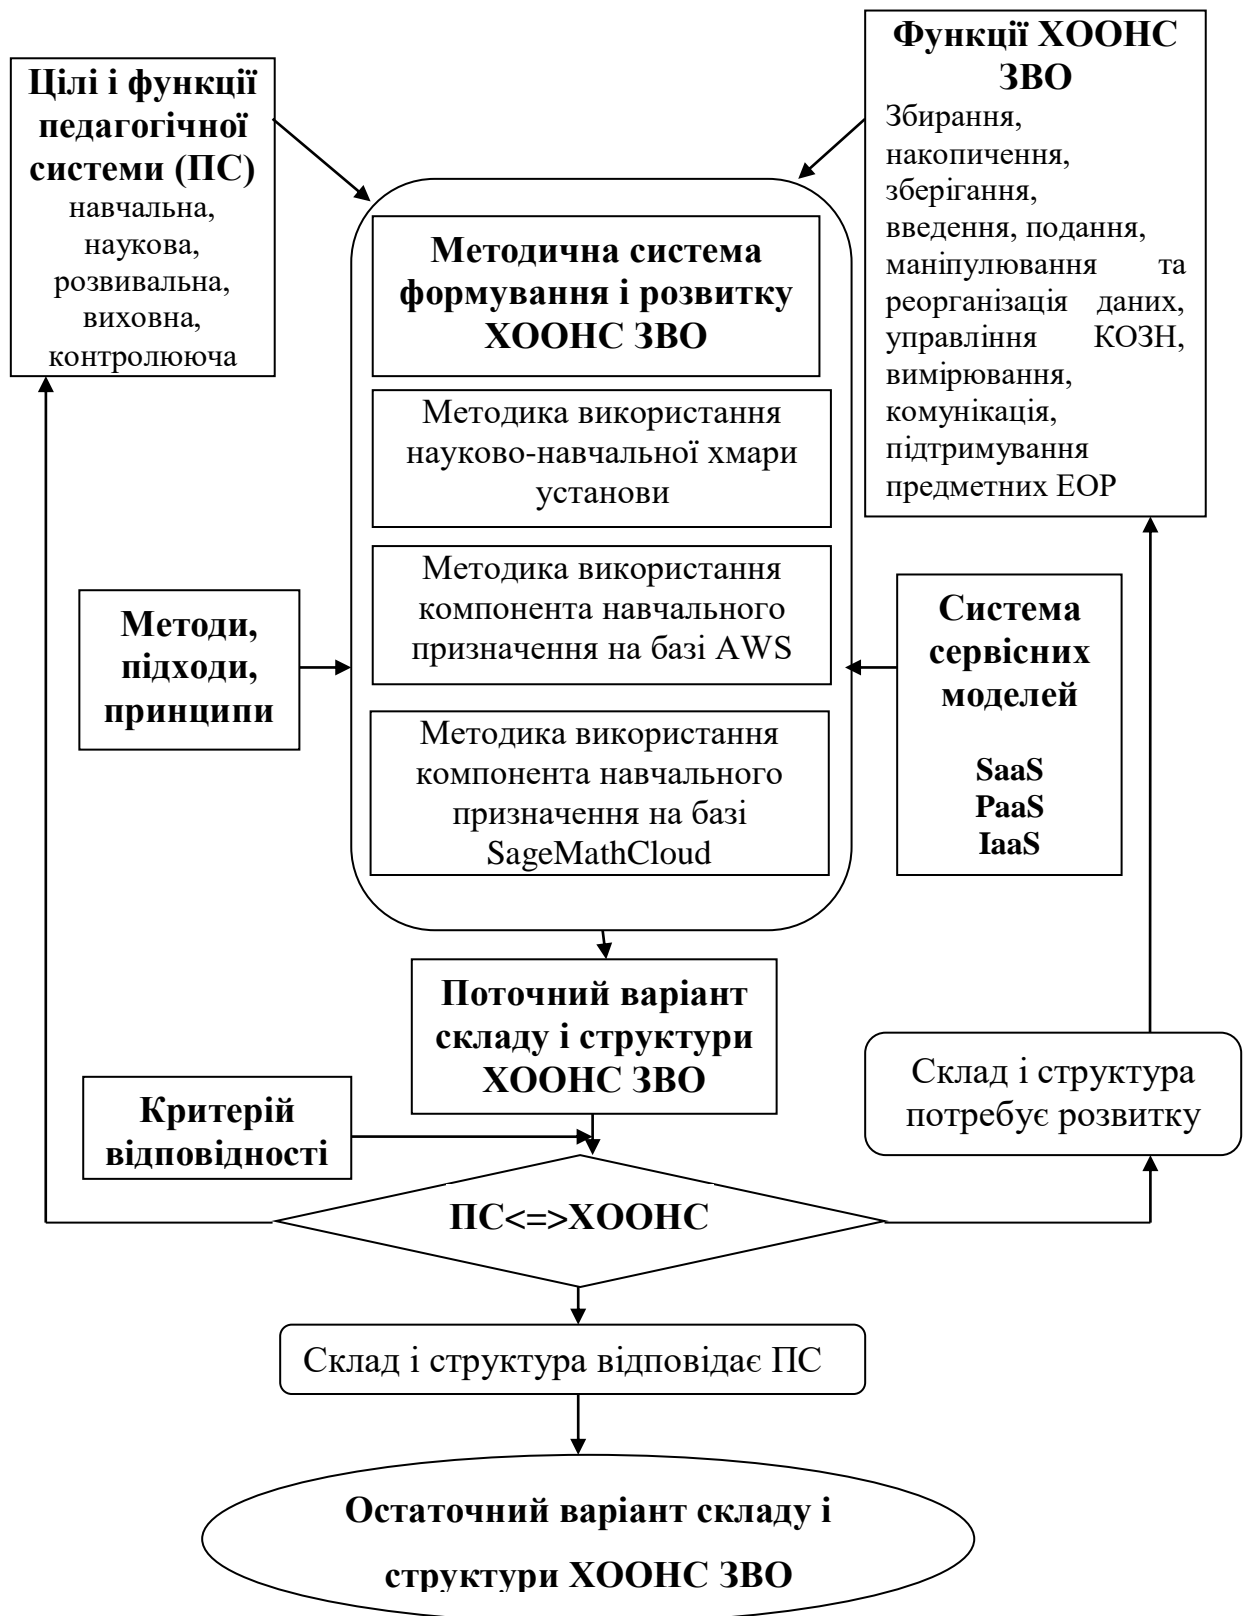 Цілі і функції
педагогічної
системи (ПС)
навчальна,
наукова,
розвивальна,
виховна,
контролююча
Функції ХООНС
ЗВО
Збирання,
накопичення,
зберігання,
введення, подання,
маніпулювання та
реорганізація даних,
управління КОЗН,
вимірювання,
комунікація,
підтримування
предметних ЕОР
Методична система
формування і розвитку
ХООНС ЗВО
Методика використання
науково-навчальної хмари
установи
Методика використання
компонента навчального
призначення на базі AWS
Методика використання
компонента навчального
призначення на базі
SageMathCloud
Методи,
підходи,
принципи
Система
сервісних
моделей
SaaS
PaaS
IaaS
Поточний варіант
складу і структури
ХООНС ЗВО
Критерій
відповідності
Склад і структура
потребує розвитку
ПС<=>ХООНС
Склад і структура відповідає ПС
Остаточний варіант складу і
структури ХООНС ЗВО